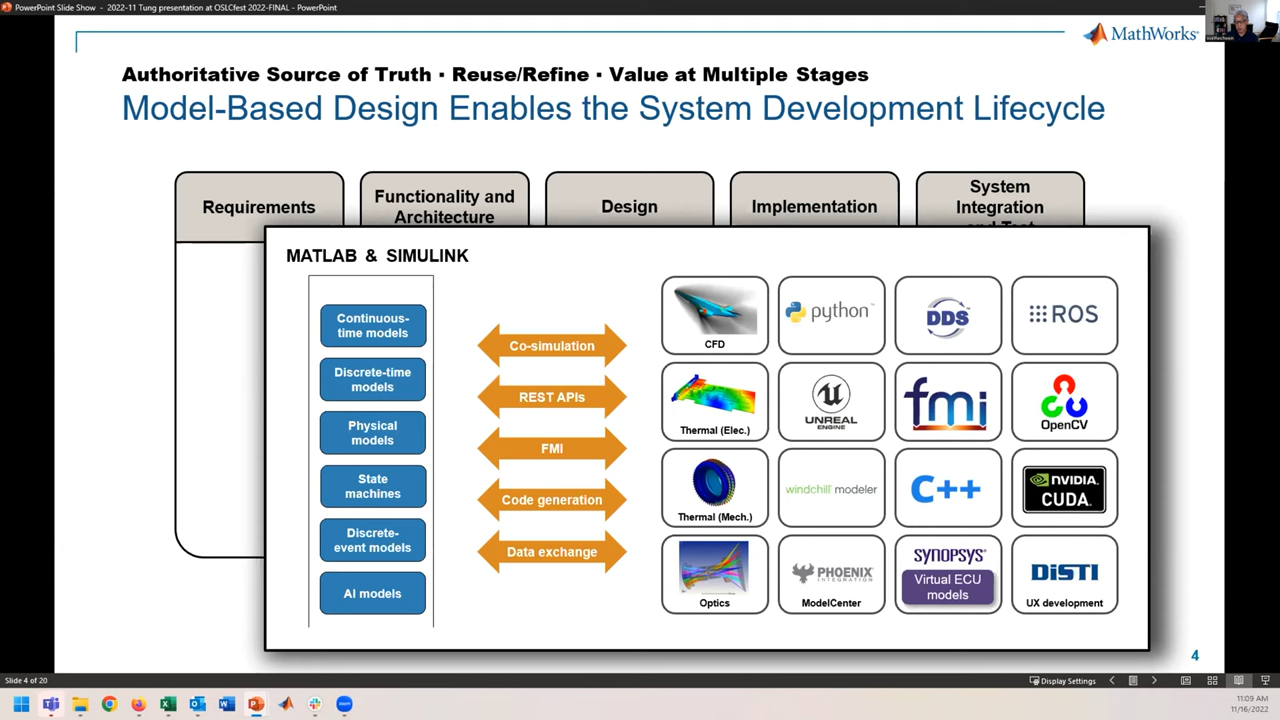 PowerPoint Slide Show - 2022-11 Tung presentation at OSLCfest 2022-FINAL - PowerPoint
MathWorks
Authoritative Source of Truth ▪ Reuse/Refine ▪ Value at Multiple Stages
Model-Based Design Enables the System Development Lifecycle
Requirements
Functionality and
Architecture
Design
Implementation
System
Integration
and Test
MATLAB & SIMULINK
Continuous-
time models
Discrete-time
models
Physical
models
State
machines
Discrete-
event models
AI models
Co-simulation
REST APIs
FMI
Code generation
Data exchange
CFD
python™
DDS
ROS
Thermal (Elec.)
UNREAL
ENGINE
fmi
OpenCV
Thermal (Mech.)
windchill modeler
C++
NVIDIA.
CUDA
Optics
PHOENIX
INTEGRATION
ModelCenter
SYNOPSYS®
Virtual ECU
models
DiSTI
UX development
4
Slide 4 of 20
Display Settings
11:09 AM
11/16/2022